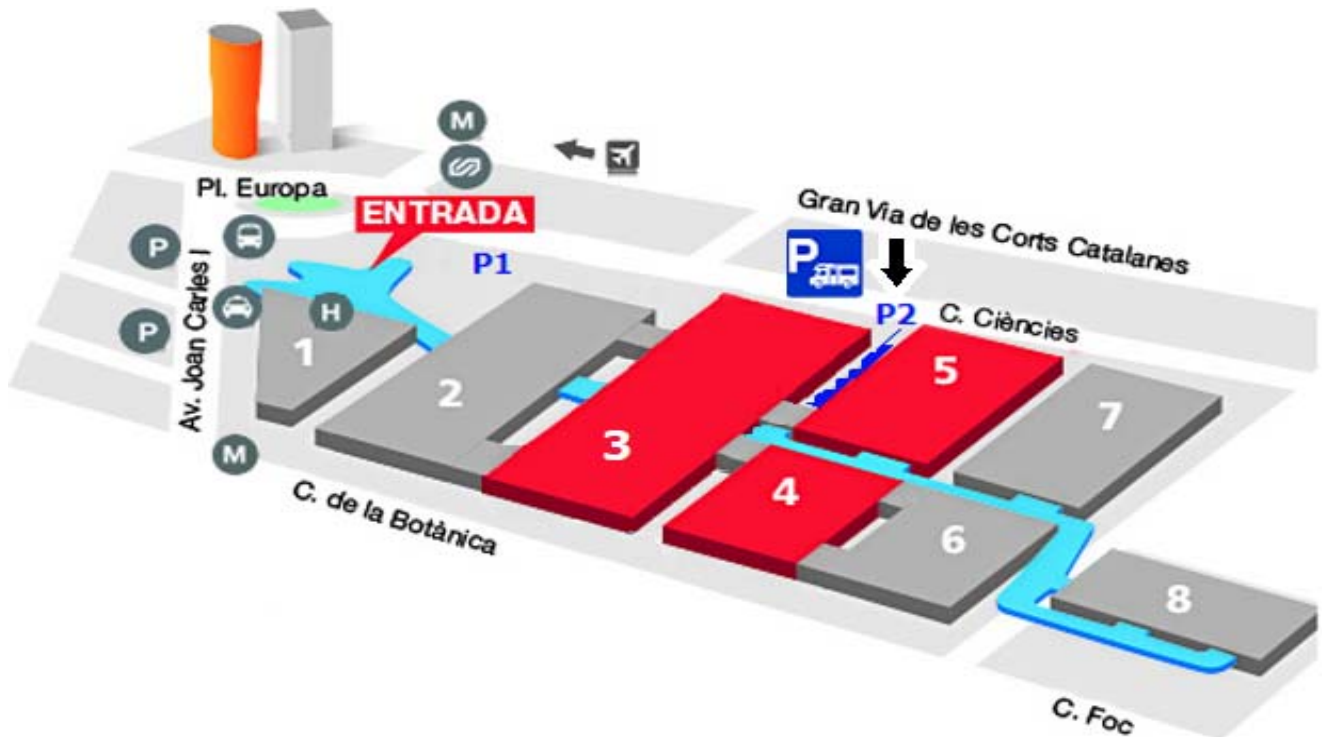 M
Pl. Europa
ENTRADA
P
P1
Gran Via de les Corts Catalanes
P
P2
C. Ciències
P
H
Av. Joan Carles I
1
2
3
4
5
6
7
8
M
C. de la Botànica
C. Foc